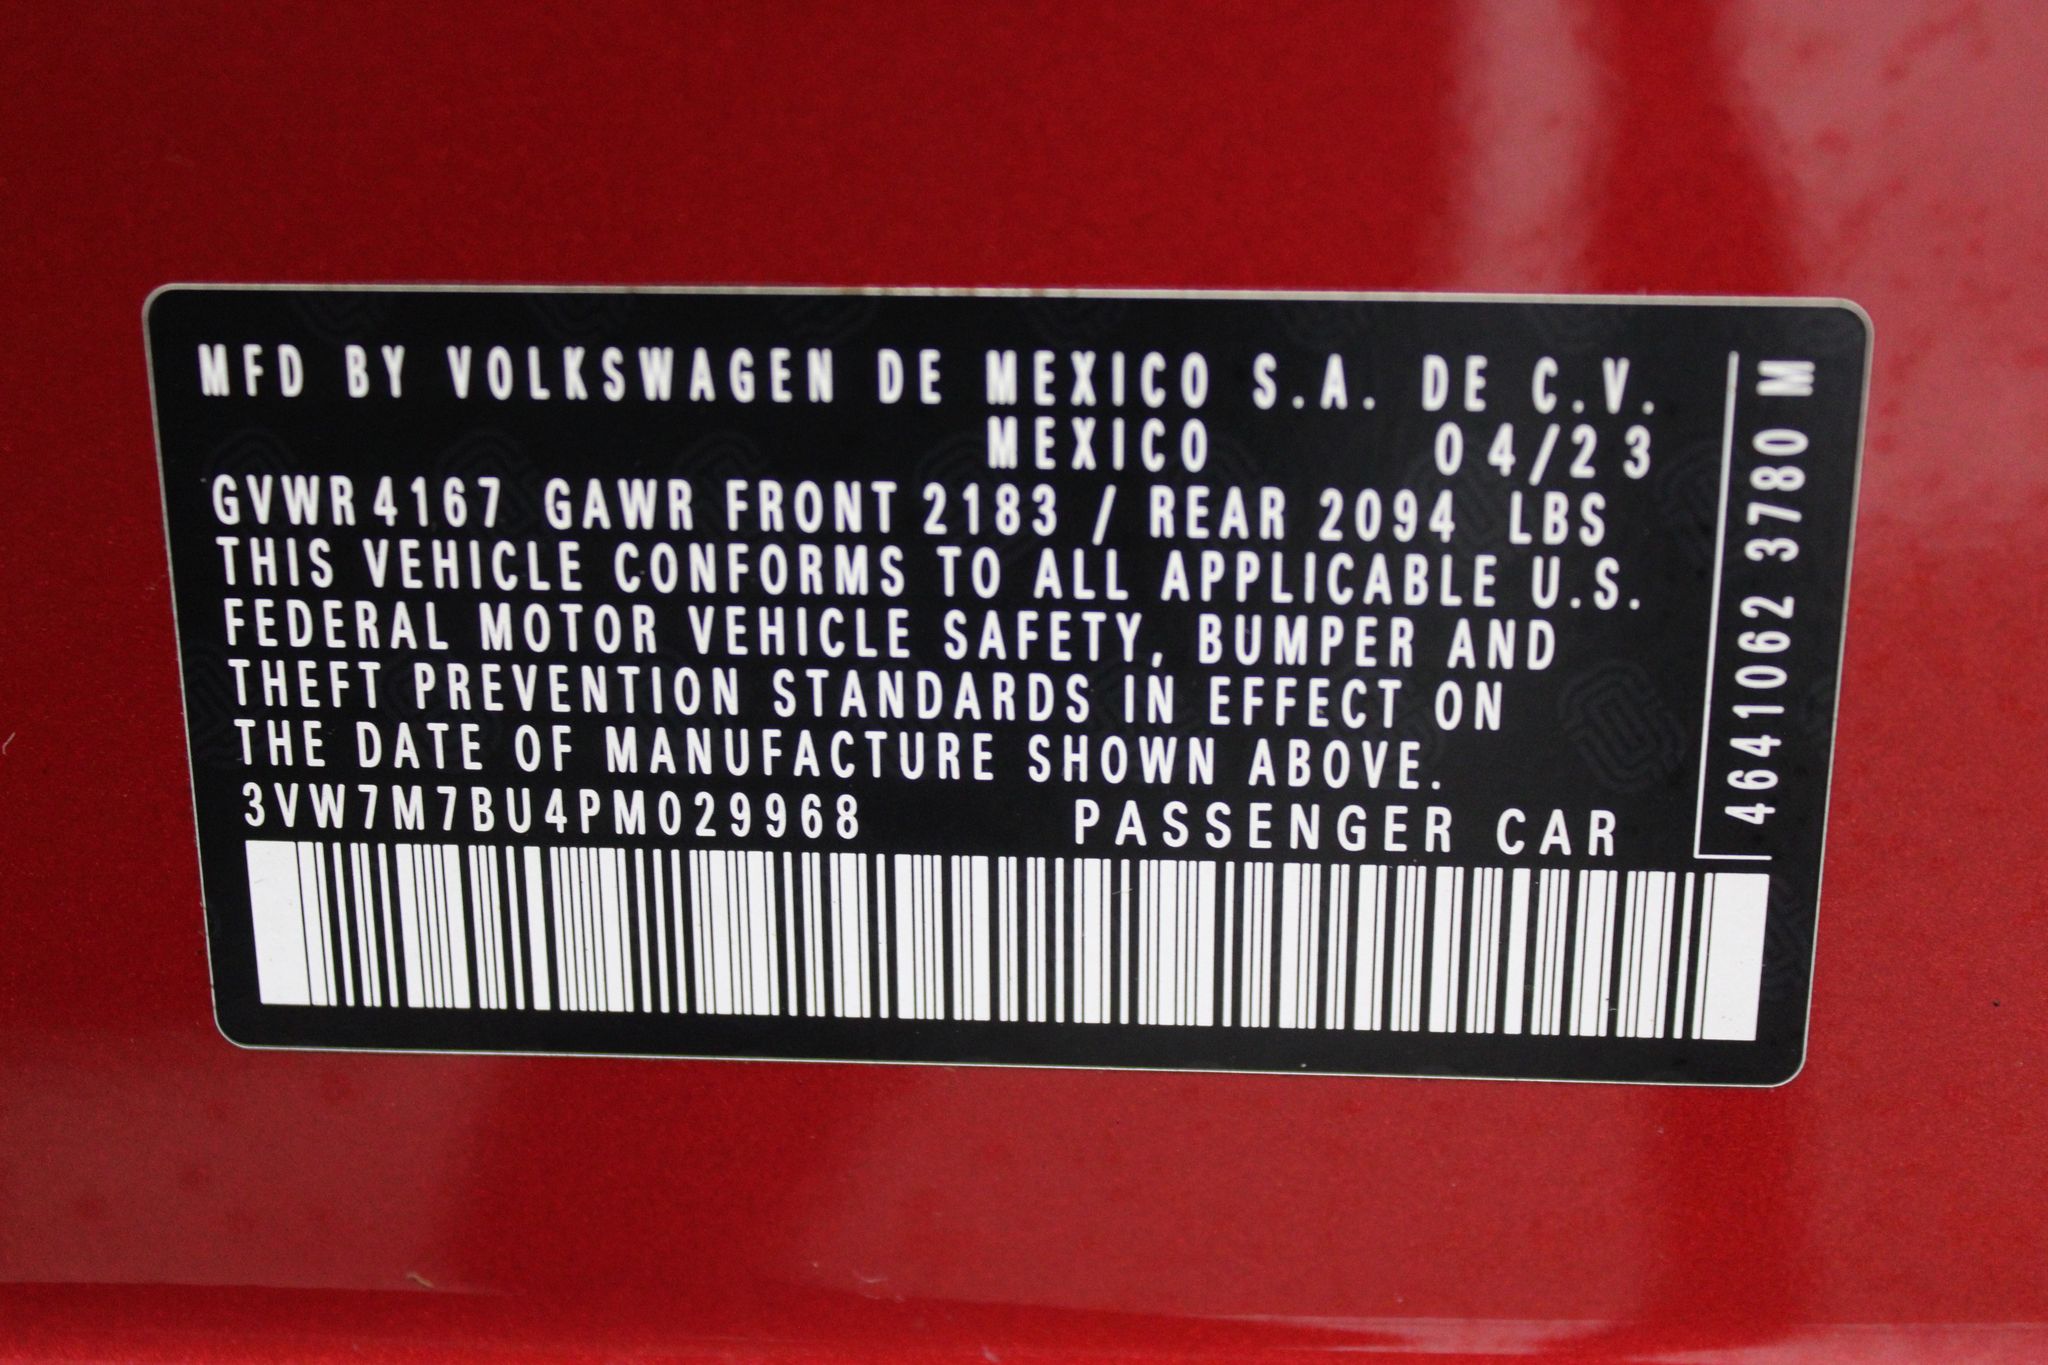 MFD BY VOLKSWAGEN DE MEXICO S.A. DE C.V.
MEXICO 04/23
GVWR 4167 GAWR FRONT 2183 / REAR 2094 LBS
THIS VEHICLE CONFORMS TO ALL APPLICABLE U.S.
FEDERAL MOTOR VEHICLE SAFETY, BUMPER AND
THEFT PREVENTION STANDARDS IN EFFECT ON
THE DATE OF MANUFACTURE SHOWN ABOVE.
3VW7M7BU4PM029968 PASSENGER CAR
4641062 3780 M